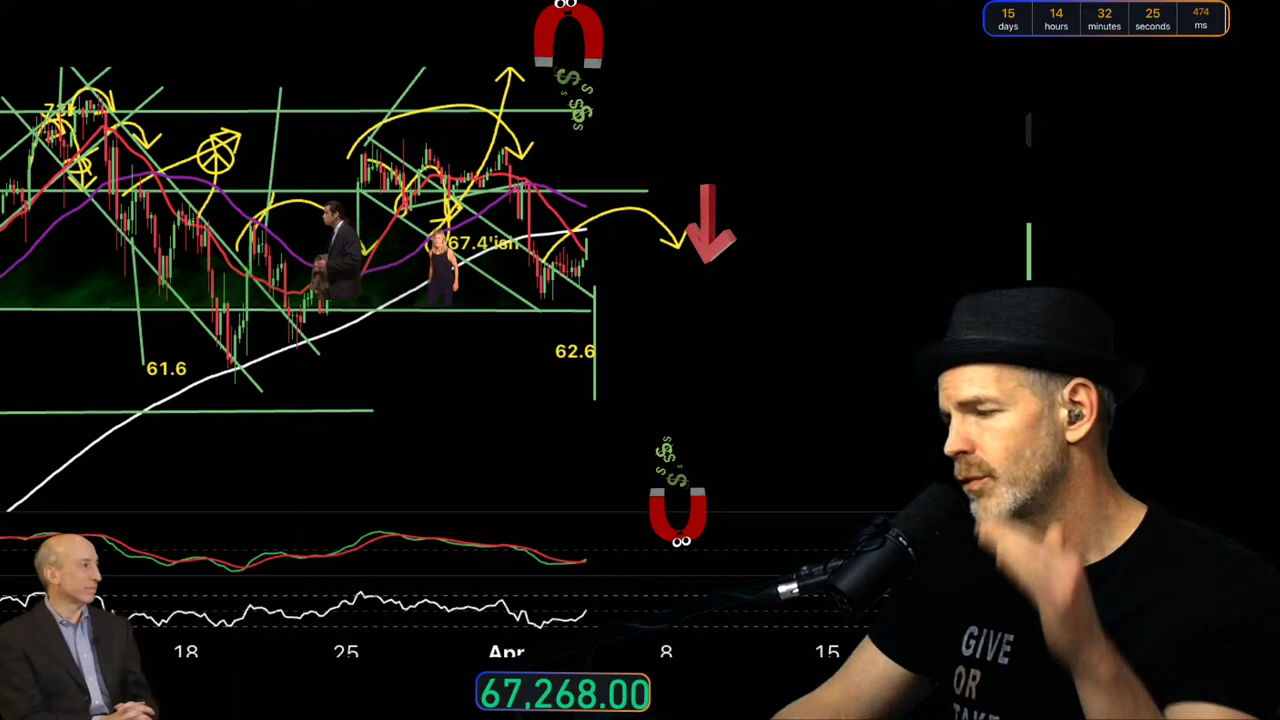 15 14 32 25 474
days hours minutes seconds ms
67.4'ish
61.6
62.6
18 25 Apr 8 15
GIVE
OR
TAKE
67,268.00